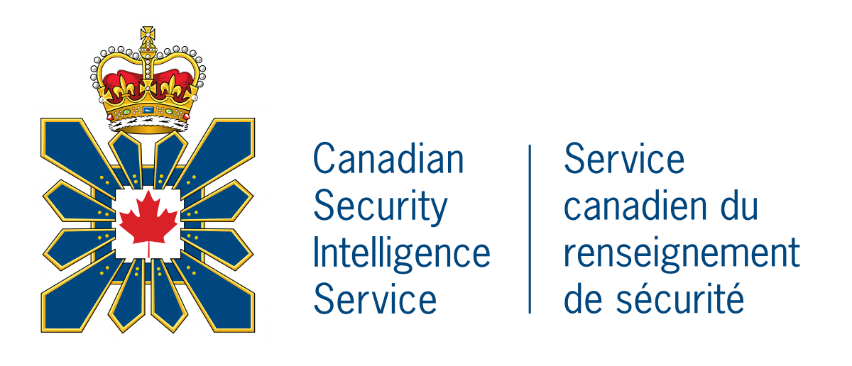 Canadian
Security
Intelligence
Service
Service
canadien du
renseignement
de sécurité